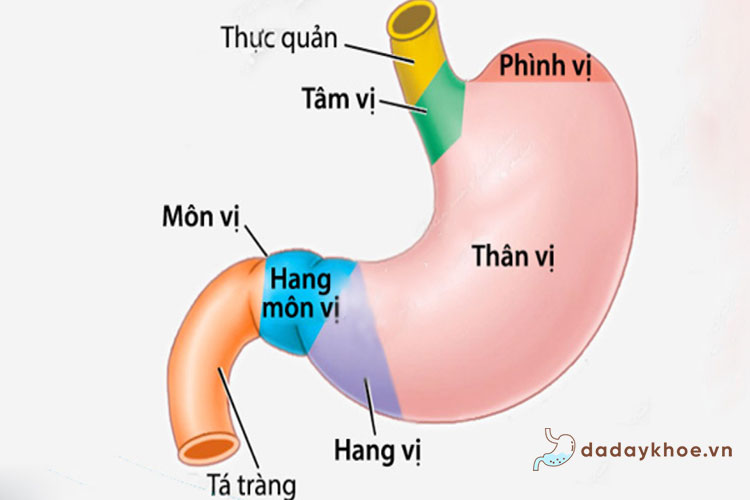 Thực quản
Phình vị
Tâm vị
Môn vị
Thân vị
Hang
môn vị
Hang vị
dadaykhoe.vn
Tá tràng